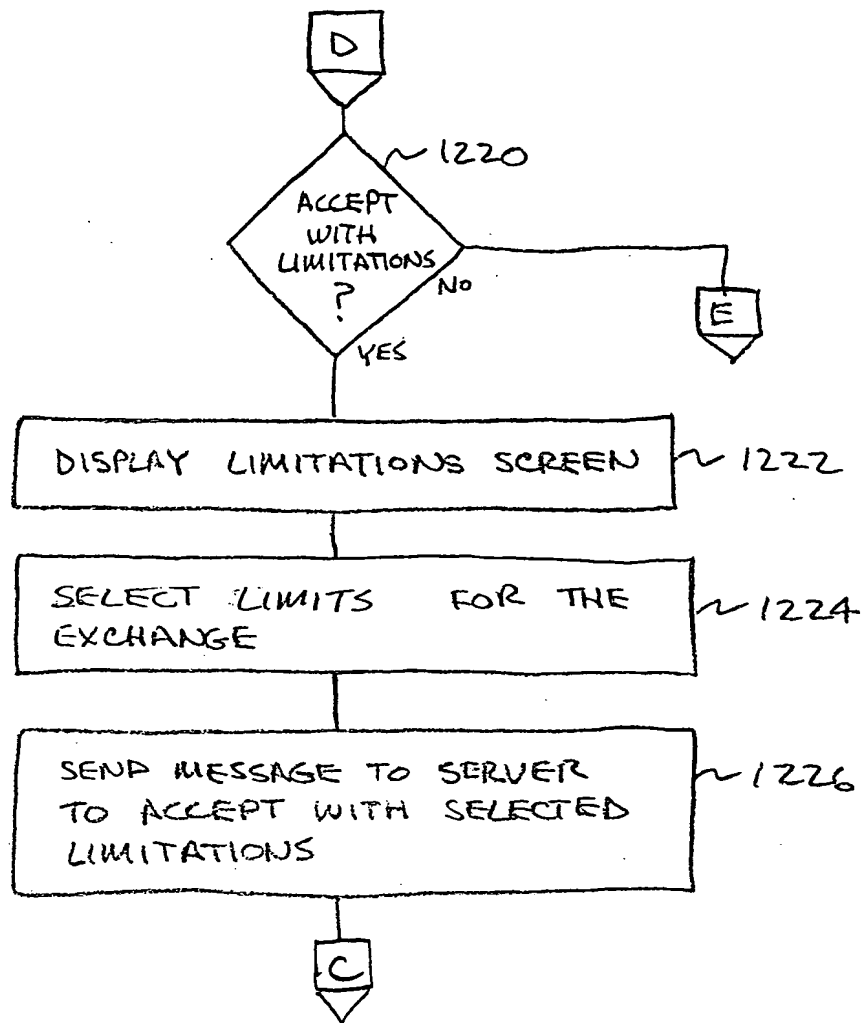 D
1220
ACCEPT
WITH
LIMITATIONS
?
NO
E
YES
DISPLAY LIMITATIONS SCREEN
1222
SELECT LIMITS FOR THE
EXCHANGE
1224
SEND MESSAGE TO SERVER
TO ACCEPT WITH SELECTED
LIMITATIONS
1226
C